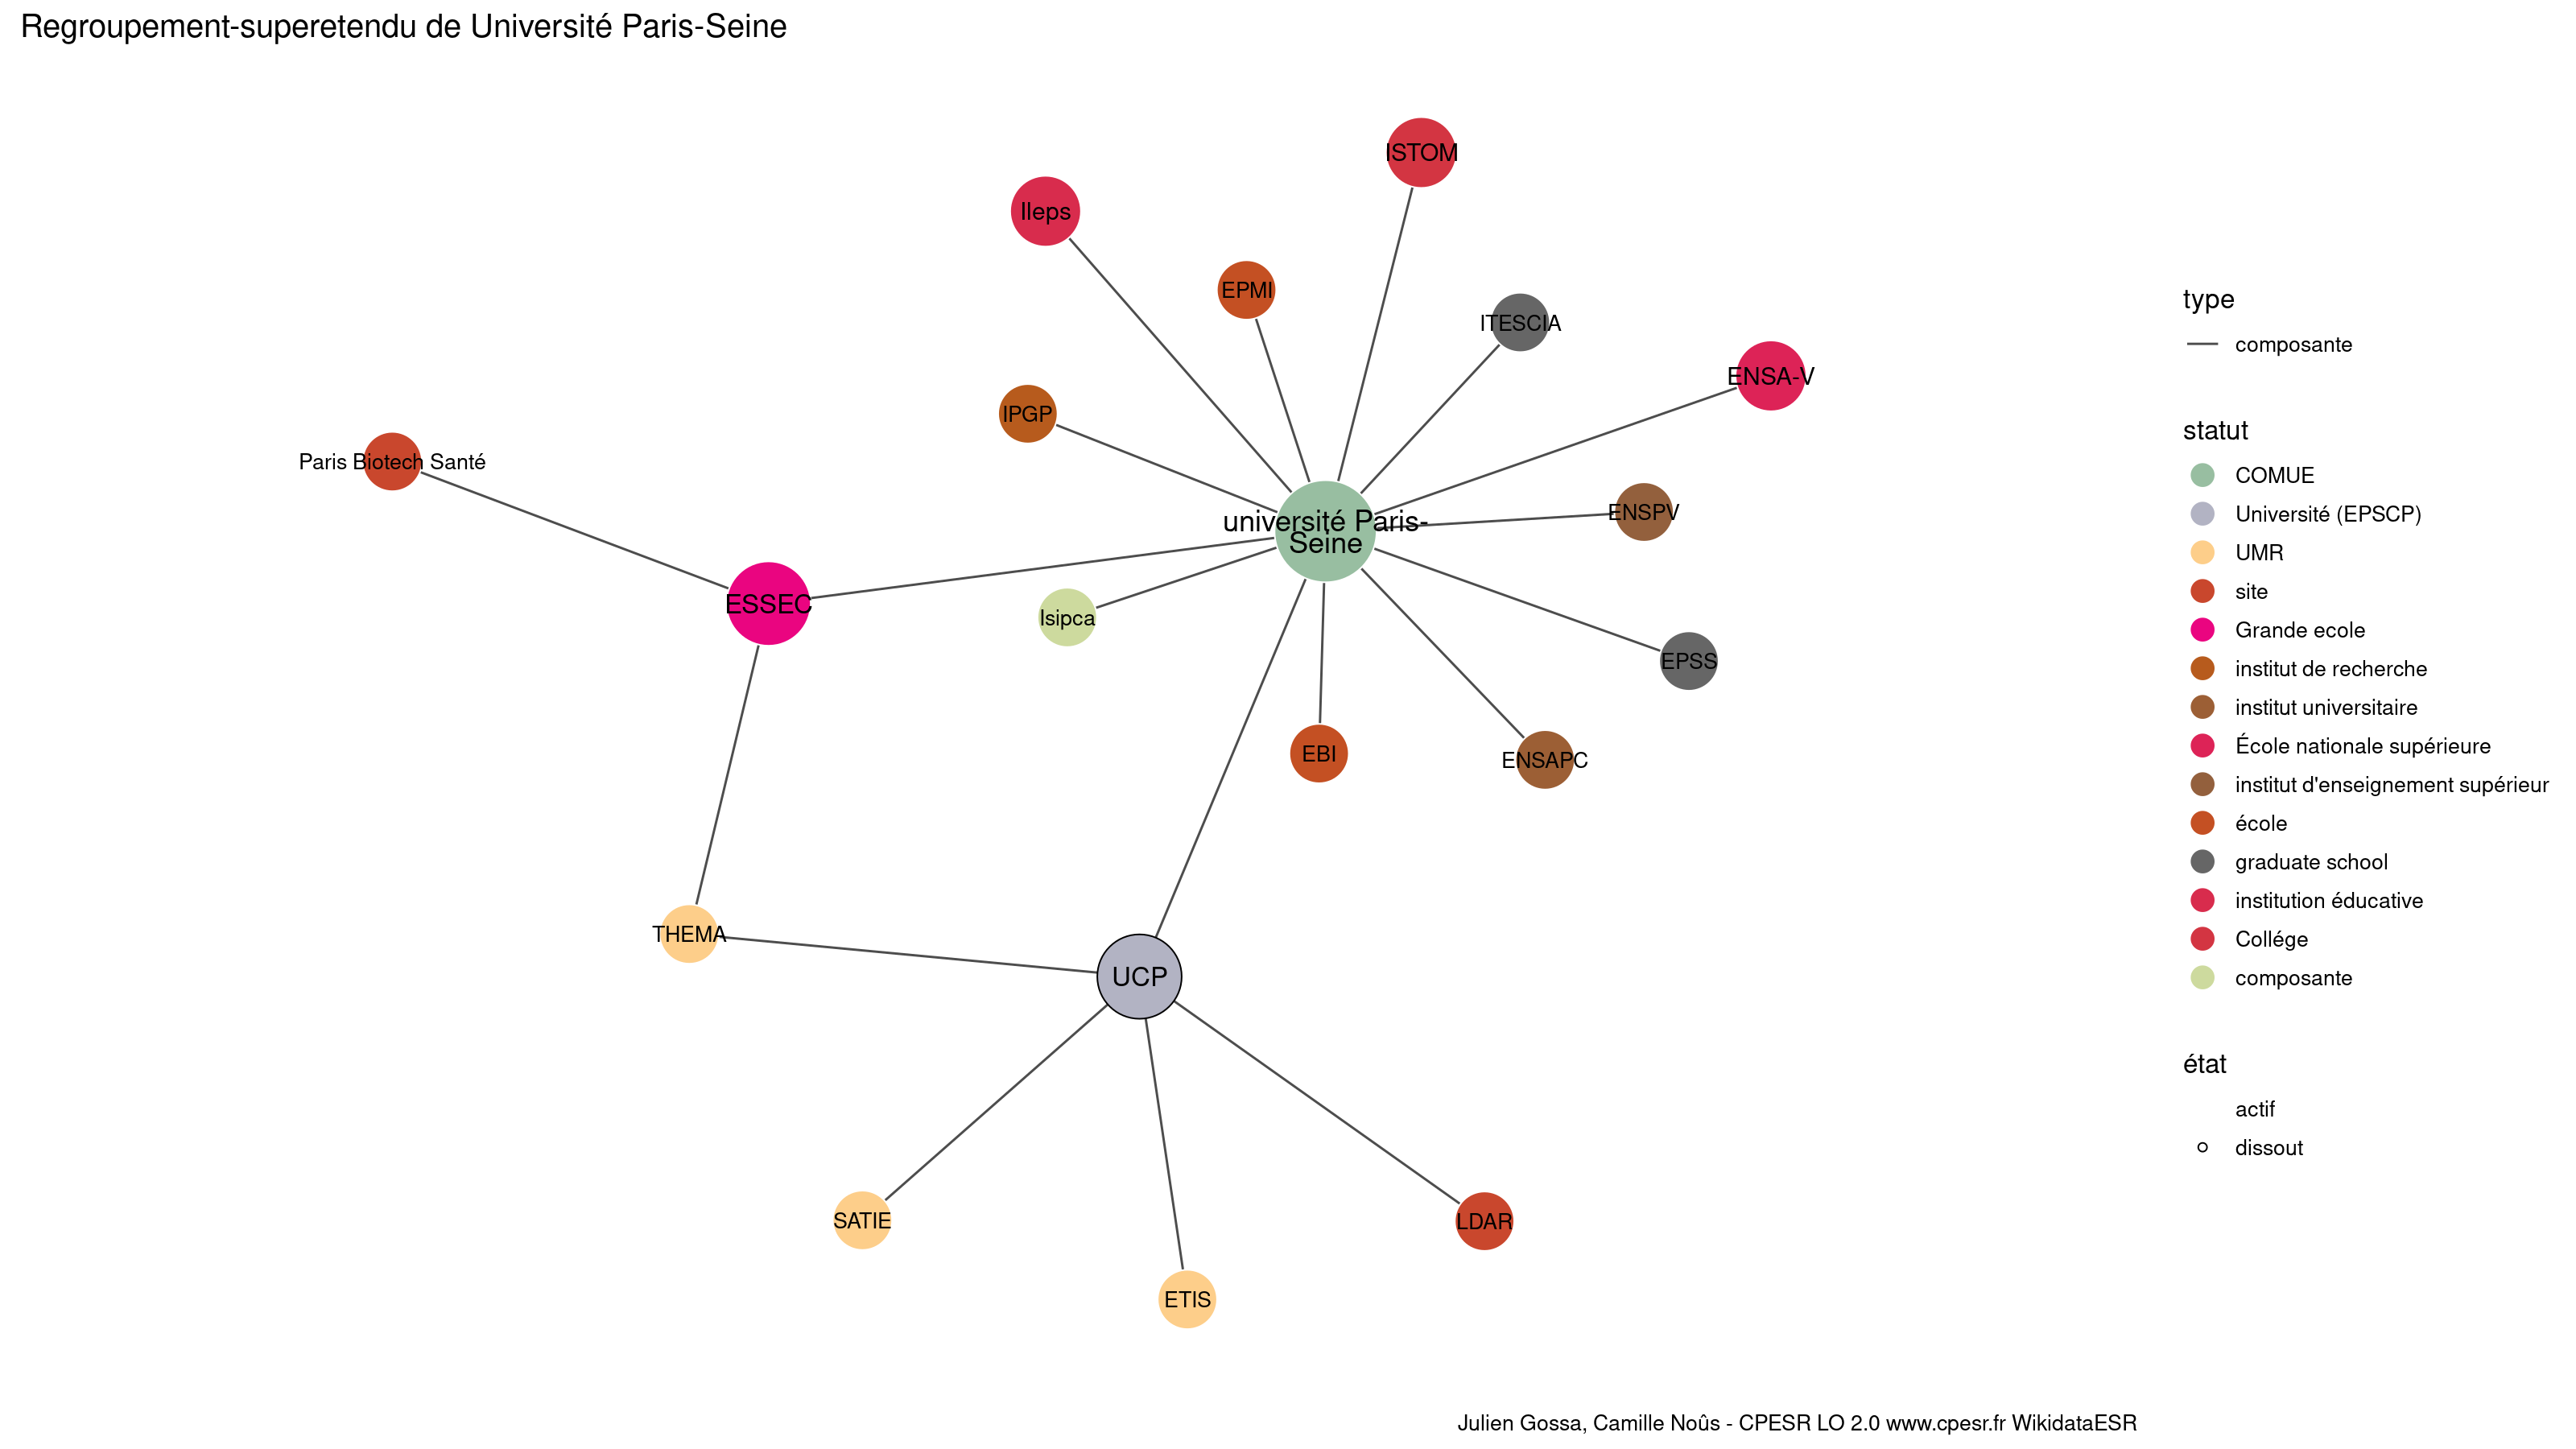 Regroupement-superetendu de Université Paris-Seine
ISTOM
Ileps
EPMI
ITESCIA
ENSA-V
IPGP
Paris Biotech Santé
ENSPV
université Paris-
Seine
ESSEC
Isipca
EPSS
EBI
ENSAPC
THEMA
UCP
SATIE
LDAR
ETIS
type
composante
statut
COMUE
Université (EPSCP)
UMR
site
Grande ecole
institut de recherche
institut universitaire
École nationale supérieure
institut d'enseignement supérieur
école
graduate school
institution éducative
Collége
composante
état
actif
dissout
Julien Gossa, Camille Noûs - CPESR LO 2.0 www.cpesr.fr WikidataESR